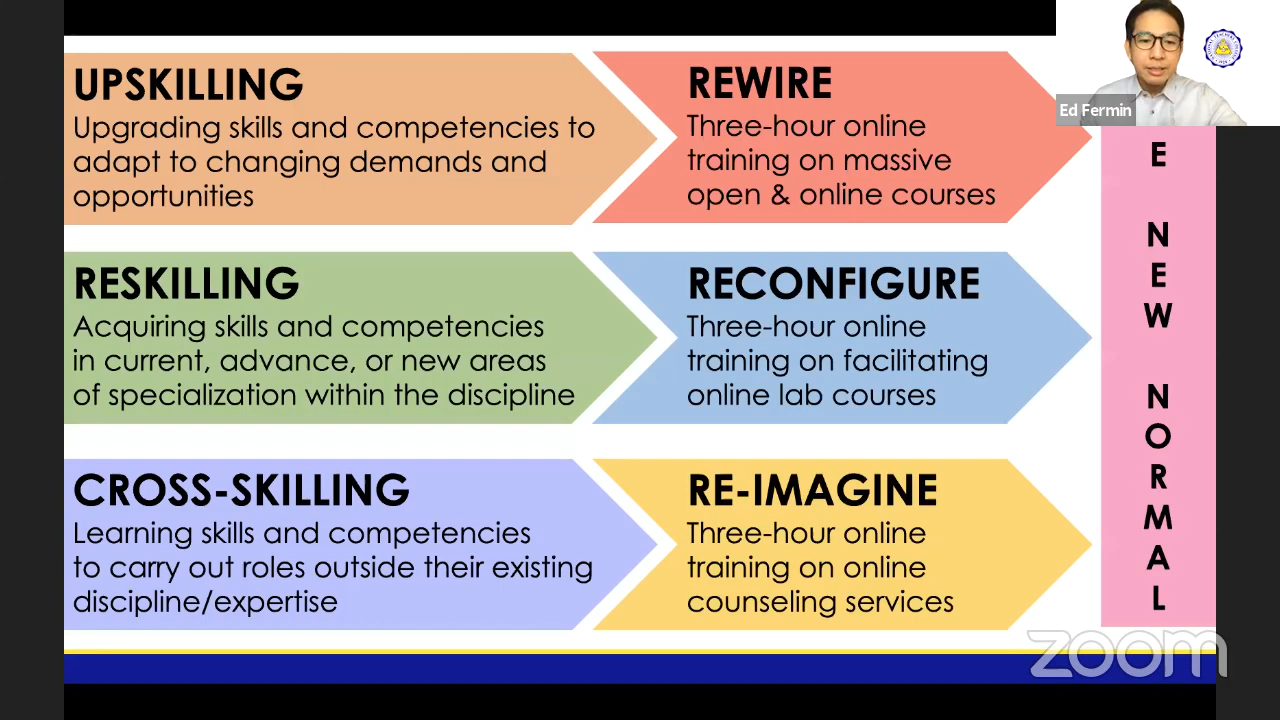 UPSKILLING
Upgrading skills and competencies to
adapt to changing demands and
opportunities
REWIRE
Three-hour online
training on massive
open & online courses
RESKILLING
Acquiring skills and competencies
in current, advance, or new areas
of specialization within the discipline
RECONFIGURE
Three-hour online
training on facilitating
online lab courses
CROSS-SKILLING
Learning skills and competencies
to carry out roles outside their existing
discipline/expertise
RE-IMAGINE
Three-hour online
training on online
counseling services
E
N
E
W
N
O
R
M
A
L
Ed Fermin
zoom